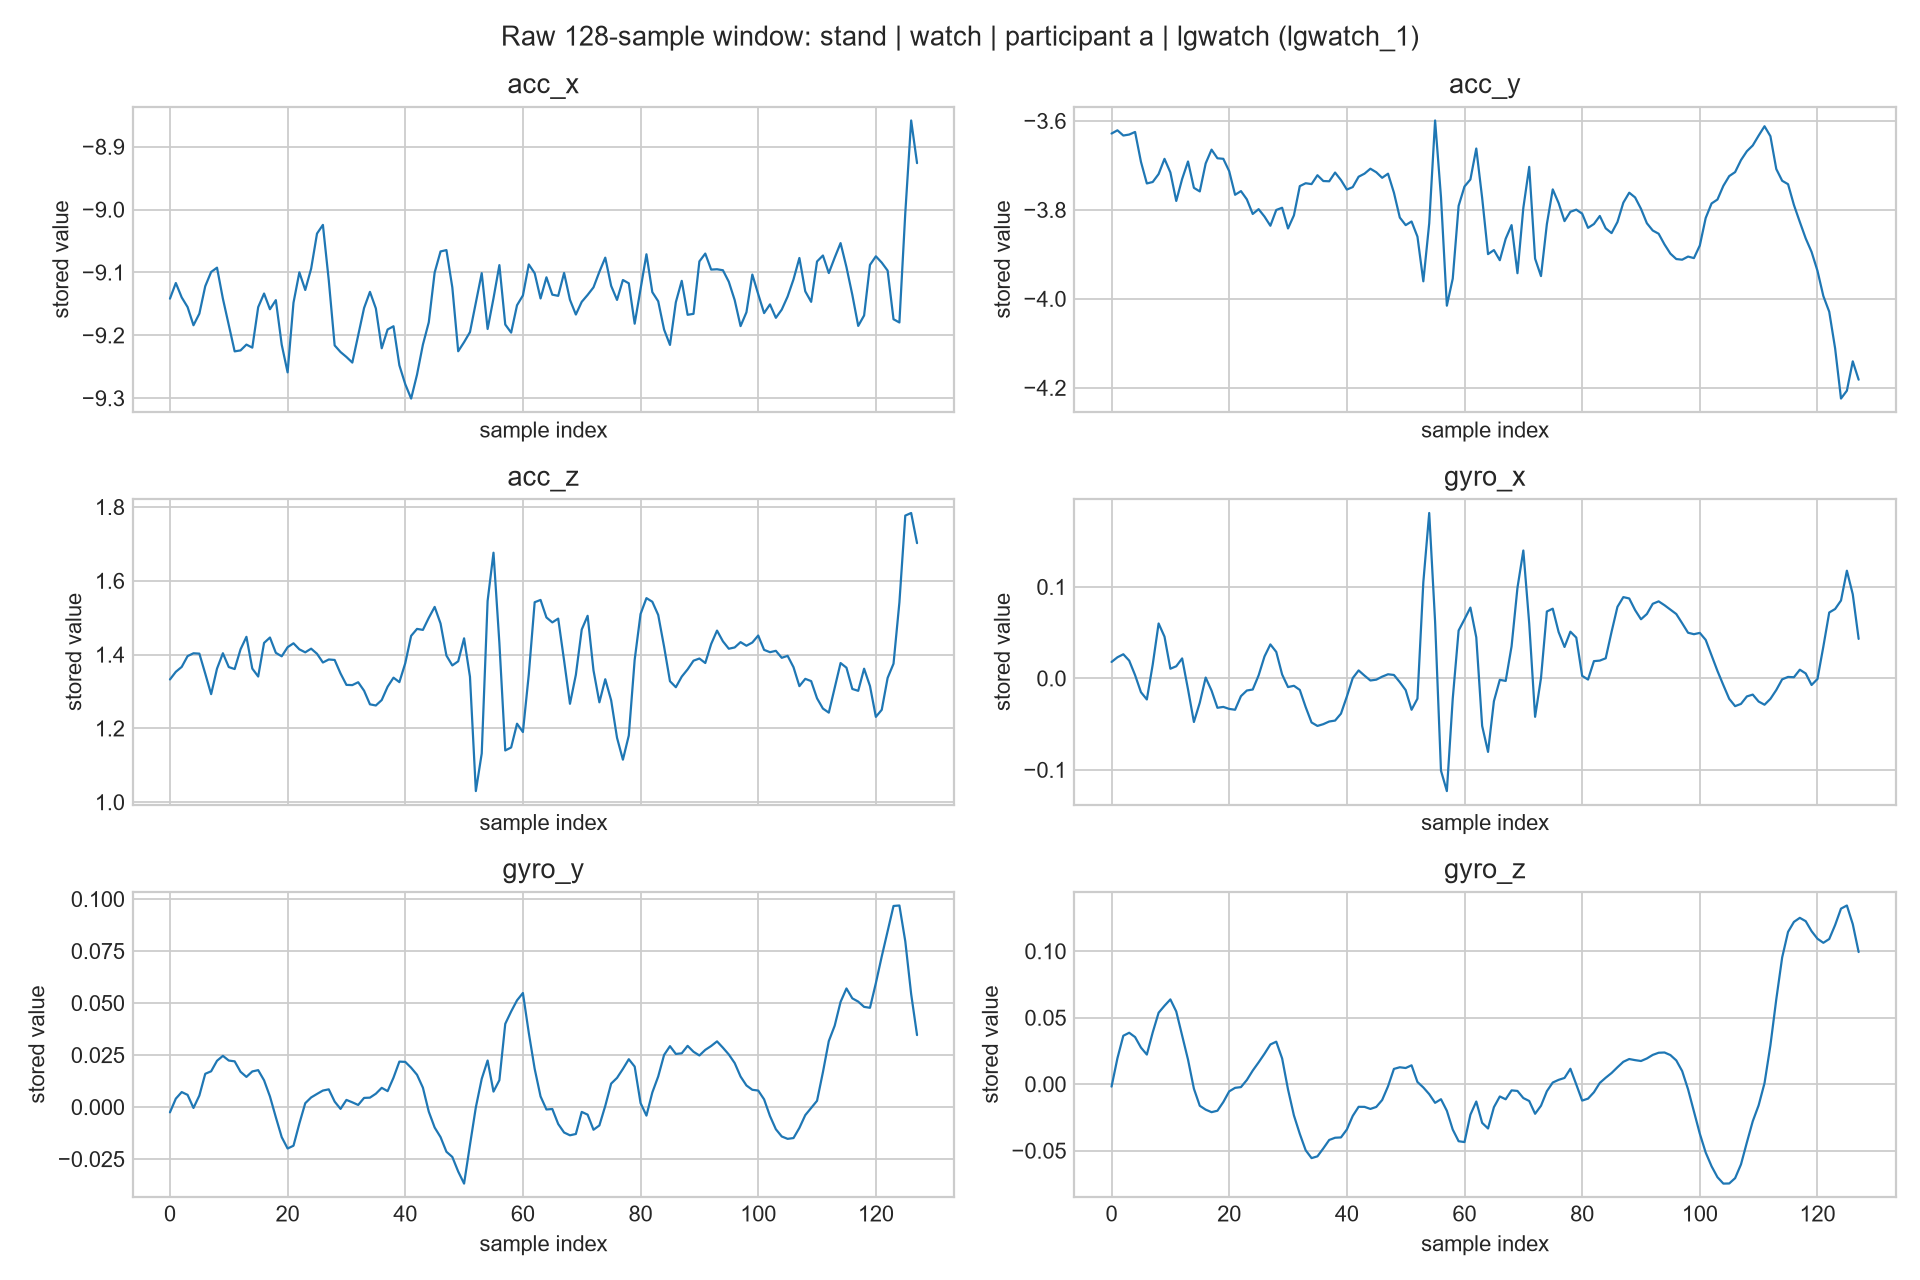 Raw 128-sample window: stand | watch | participant a | lgwatch (lgwatch_1)
acc_x
stored value
−8.9
−9.0
−9.1
−9.2
−9.3
sample index
acc_y
stored value
−3.6
−3.8
−4.0
−4.2
sample index
acc_z
stored value
1.8
1.6
1.4
1.2
1.0
sample index
gyro_x
stored value
0.1
0.0
−0.1
sample index
gyro_y
stored value
0.100
0.075
0.050
0.025
0.000
−0.025
0 20 40 60 80 100 120
sample index
gyro_z
stored value
0.10
0.05
0.00
−0.05
0 20 40 60 80 100 120
sample index